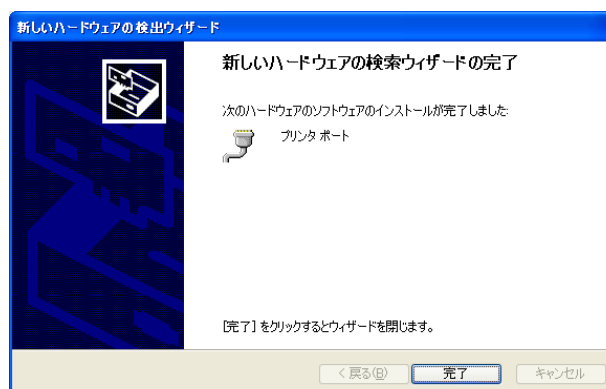 新しいハードウェアの検出ウィザード
新しいハードウェアの検索ウィザードの完了
次のハードウェアのソフトウェアのインストールが完了しました:
プリンタ ポート
[完了] をクリックするとウィザードを閉じます。
< 戻る(B)
完了
キャンセル